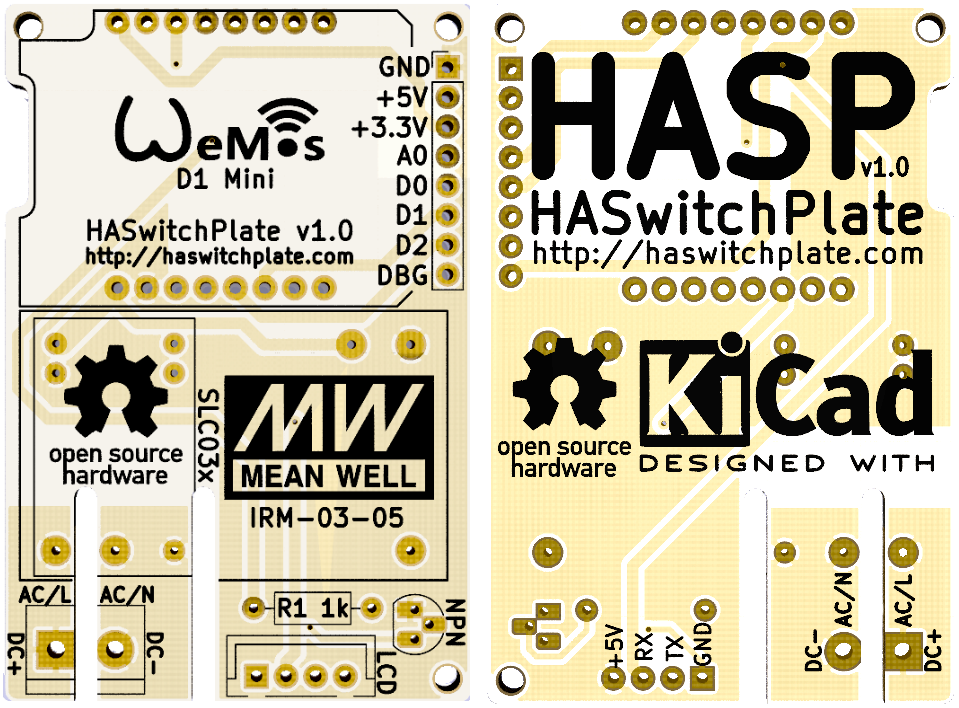 GND
+5V
+3.3V
A0
D0
D1
D2
DBG
WeMos
D1 Mini
HASwitchPlate v1.0
http://haswitchplate.com
open source
hardware
SLC03x
MW
MEAN WELL
IRM-03-05
AC/L
AC/N
DC+
DC-
R1 1k
NPN
LCD
HASP
v1.0
HASwitchPlate
http://haswitchplate.com
open source
hardware
KiCad
DESIGNED WITH
+5V
RX
TX
GND
DC-
AC/N
AC/L
DC+